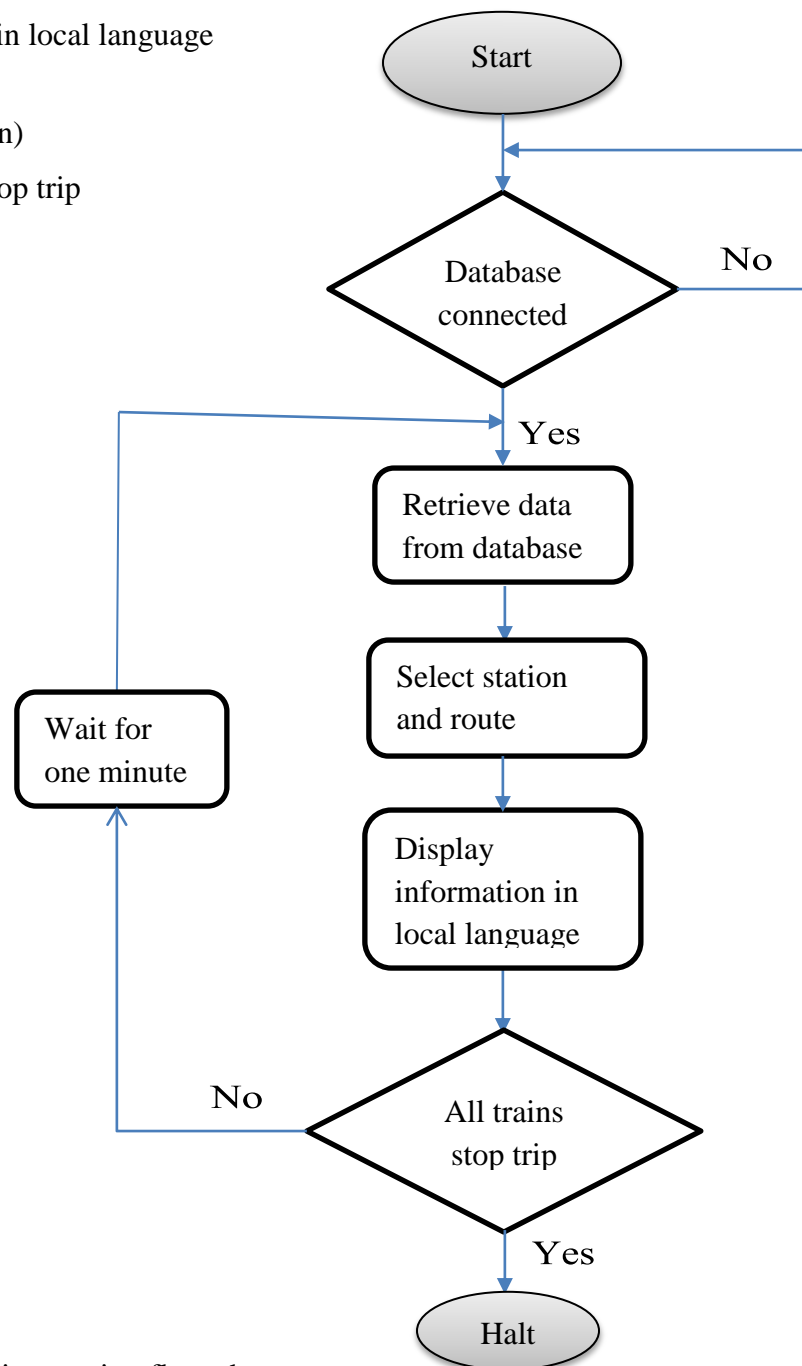 in local language
n)
op trip
Start
Database
connected
No
Yes
Retrieve data
from database
Select station
and route
Wait for
one minute
Display
information in
local language
No
All trains
stop trip
Yes
Halt